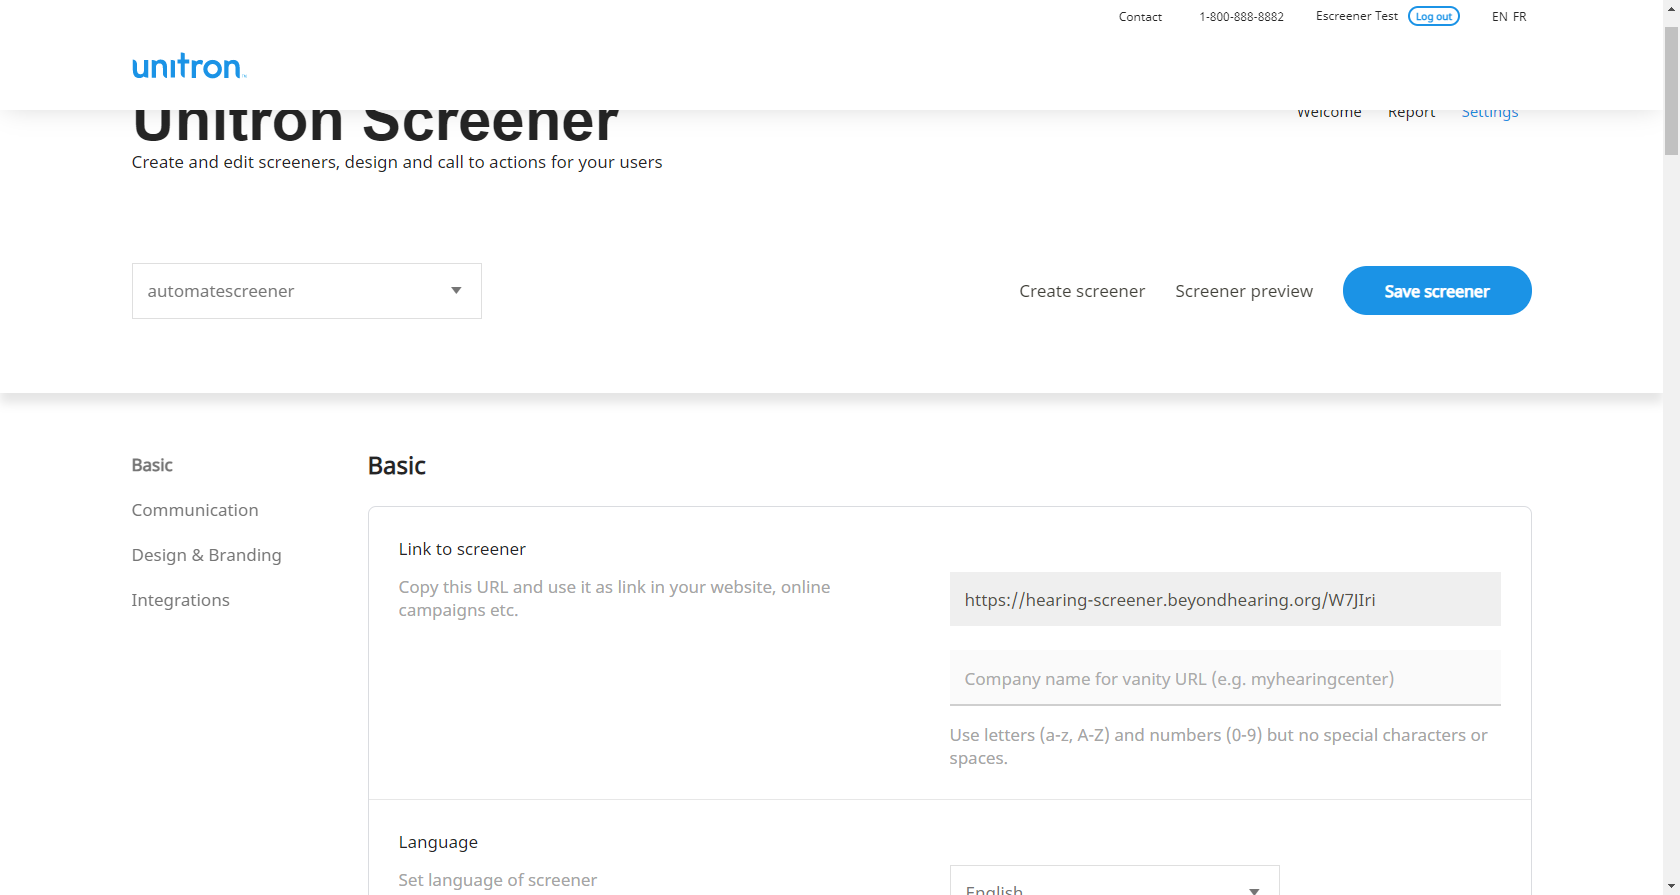 Contact 1-800-888-8882 Escreener Test Log out EN FR
unitron
Unitron Screener
Welcome Report Settings
Create and edit screeners, design and call to actions for your users
automatescreener
Create screener Screener preview Save screener
Basic
Communication
Design & Branding
Integrations
Basic
Link to screener
Copy this URL and use it as link in your website, online
campaigns etc.
https://hearing-screener.beyondhearing.org/W7JIri
Company name for vanity URL (e.g. myhearingcenter)
Use letters (a-z, A-Z) and numbers (0-9) but no special characters or
spaces.
Language
Set language of screener
English